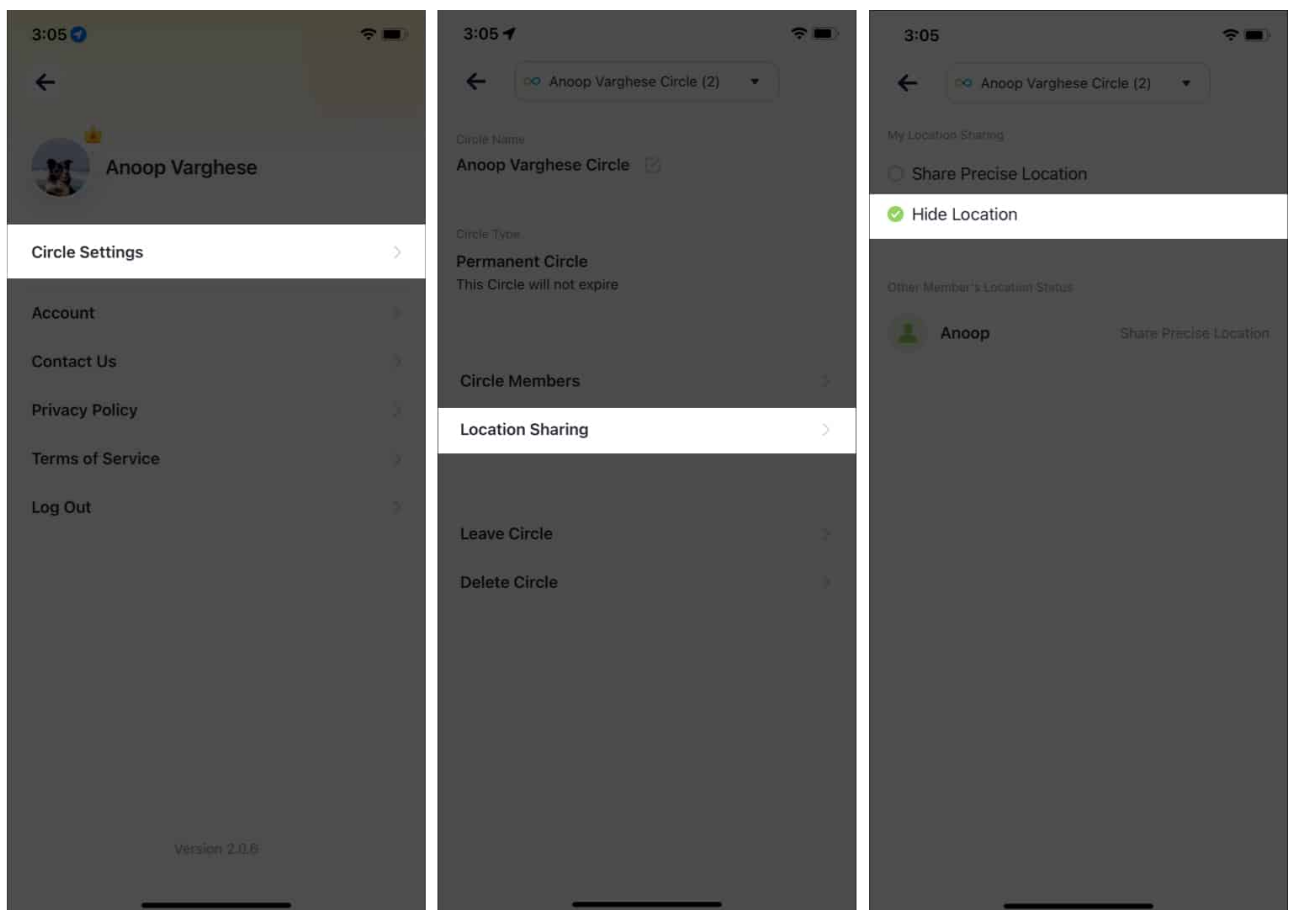 3:05
Anoop Varghese
Circle Settings
Account
Contact Us
Privacy Policy
Terms of Service
Log Out
Version 2.0.6
3:05
Anoop Varghese Circle (2)
Circle Name
Anoop Varghese Circle
Circle Type
Permanent Circle
This Circle will not expire
Circle Members
Location Sharing
Leave Circle
Delete Circle
3:05
Anoop Varghese Circle (2)
My Location Sharing
Share Precise Location
Hide Location
Other Member's Location Status
Anoop Share Precise Location